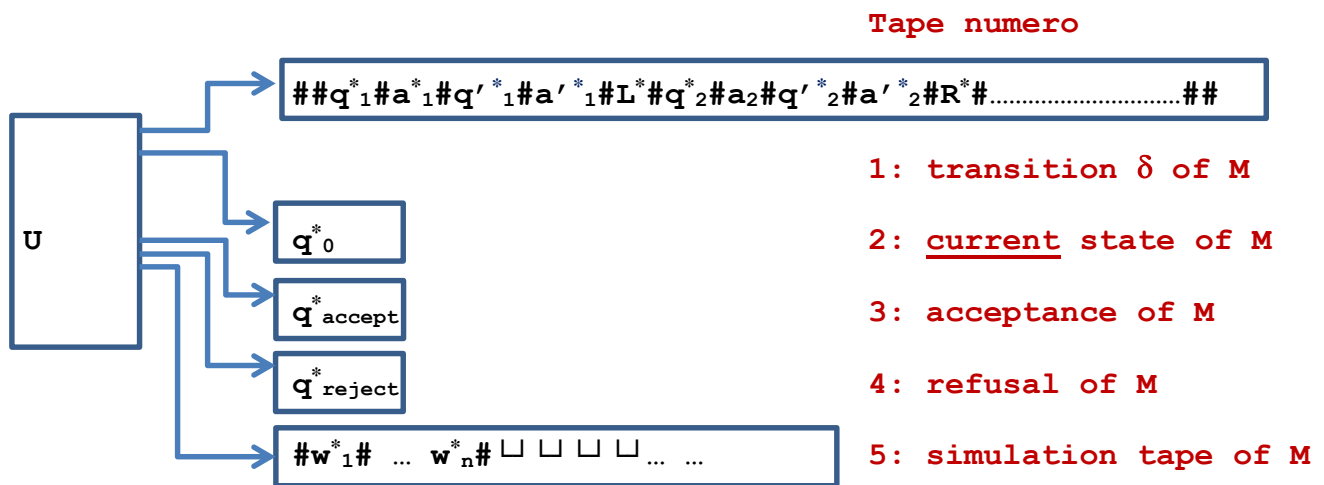 Tape numero
##q*₁#a*₁#q’*₁#a’*₁#L*#q*₂#a₂#q’*₂#a’*₂#R*#..............................##
1: transition δ of M
U
q*₀
2: current state of M
q*accept
3: acceptance of M
q*reject
4: refusal of M
#w*₁# … w*ₙ#⊔ ⊔ ⊔ ⊔… …
5: simulation tape of M